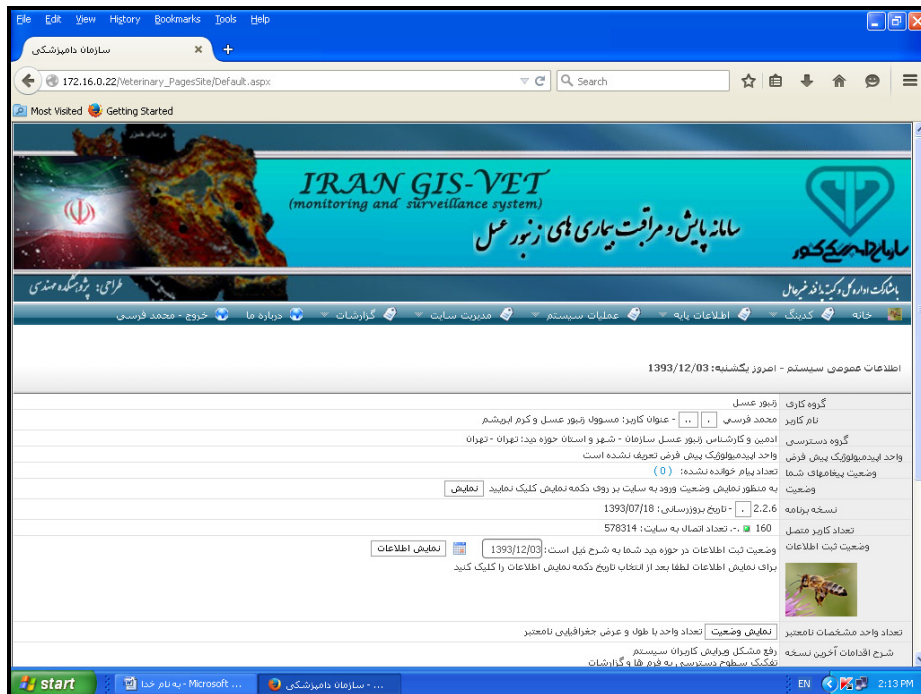 File Edit View History Bookmarks Tools Help
سازمان دامپزشکی
172.16.0.22/Veterinary_PagesSite/Default.aspx
Search
Most Visited Getting Started
IRAN GIS-VET
(monitoring and surveillance system)
سامانه پایش و مراقبت بیماری های زنبور عسل
طراحی: پژوهشکده مهندسی
خانه کدینگ اطلاعات پایه عملیات سیستم مدیریت سایت گزارشات درباره ما خروج - محمد فرسی
اطلاعات عمومی سیستم - امروز یکشنبه: 1393/12/03
گروه کاری زنبور عسل
نام کاربر محمد فرسی . .. - عنوان کاربر: مسوول زنبور عسل و کرم ابریشم
گروه دسترسی ادمین و کارشناس زنبور عسل سازمان - شهر و استان حوزه دید: تهران - تهران
واحد اپیدمیولوژیک پیش فرض واحد اپیدمیولوژیک پیش فرض تعریف نشده است
وضعیت پیغامهای شما تعداد پیام خوانده نشده: (0)
وضعیت به منظور نمایش وضعیت ورود به سایت بر روی دکمه نمایش کلیک نمایید نمایش
نسخه برنامه 2.2.6 . - تاریخ بروزرسانی: 1393/07/18
تعداد کاربر متصل 160 .-. تعداد اتصال به سایت: 578314
وضعیت ثبت اطلاعات وضعیت ثبت اطلاعات در حوزه دید شما به شرح ذیل است: 1393/12/03 نمایش اطلاعات
برای نمایش اطلاعات لطفا بعد از انتخاب تاریخ دکمه نمایش اطلاعات را کلیک کنید
تعداد واحد مشخصات نامعتبر نمایش وضعیت تعداد واحد با طول و عرض جغرافیایی نامعتبر
شرح اقدامات آخرین نسخه رفع مشکل ویرایش کاربران سیستم
تفکیک سطوح دسترسی به فرم ها و گزارشات
start به نام خدا - Microsoft ... سازمان دامپزشکی - ... EN 2:13 PM